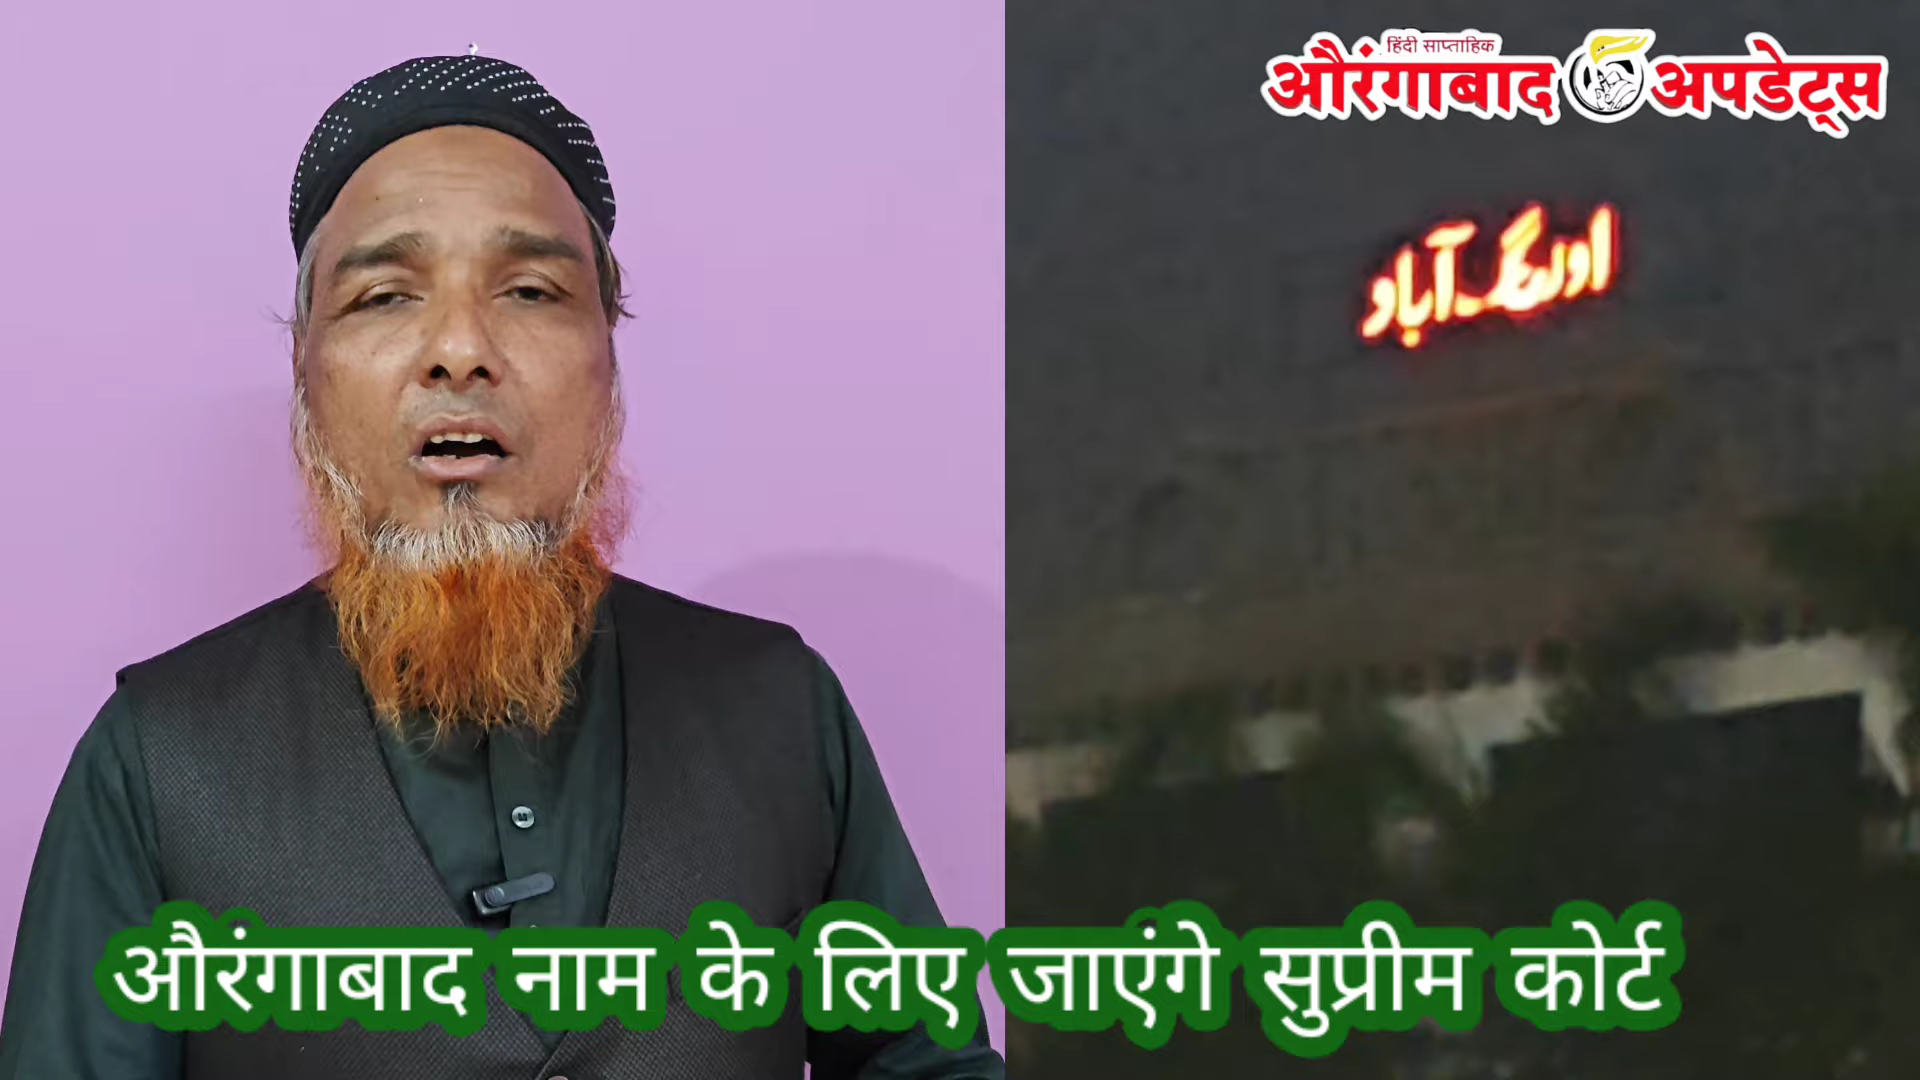 हिंदी साप्ताहिक
औरंगाबाद अपडेट्स
اورنگ آباد
औरंगाबाद नाम के लिए जाएंगे सुप्रीम कोर्ट